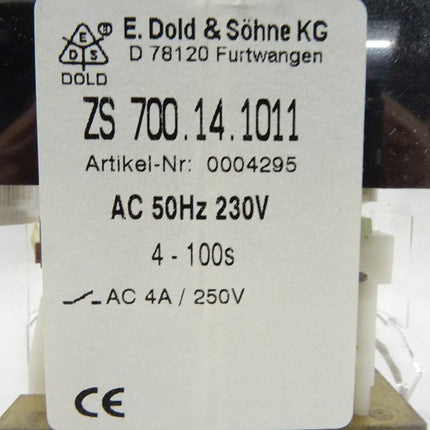 E. Dold & Söhne KG
D 78120 Furtwangen
E
D S
DOLD
ZS 700.14.1011
Artikel-Nr: 0004295
AC 50Hz 230V
4 - 100s
AC 4A / 250V
CE